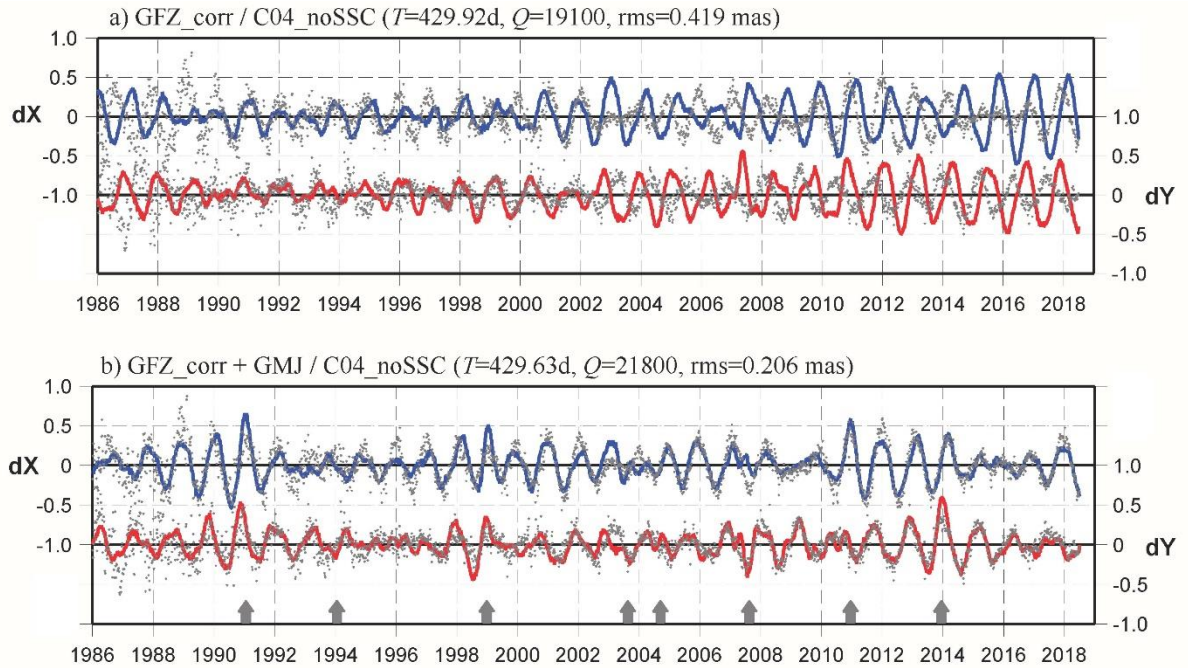 a) GFZ_corr / C04_noSSC (T=429.92d, Q=19100, rms=0.419 mas)
1.0
0.5
dX 0 1.0
-0.5 0.5
-1.0 0 dY
-0.5
-1.0
1986 1988 1990 1992 1994 1996 1998 2000 2002 2004 2006 2008 2010 2012 2014 2016 2018
b) GFZ_corr + GMJ / C04_noSSC (T=429.63d, Q=21800, rms=0.206 mas)
1.0
0.5
dX 0 1.0
-0.5 0.5
-1.0 0 dY
-0.5
-1.0
1986 1988 1990 1992 1994 1996 1998 2000 2002 2004 2006 2008 2010 2012 2014 2016 2018